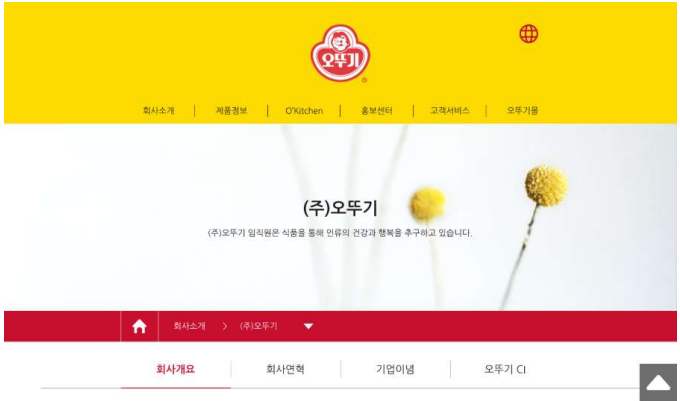 오뚜기
회사소개 | 제품정보 | O'Kitchen | 홍보센터 | 고객서비스 | 오뚜기몰
(주)오뚜기
(주)오뚜기 임직원은 식품을 통해 인류의 건강과 행복을 추구하고 있습니다.
회사소개 > (주)오뚜기
회사개요 | 회사연혁 | 기업이념 | 오뚜기 CI